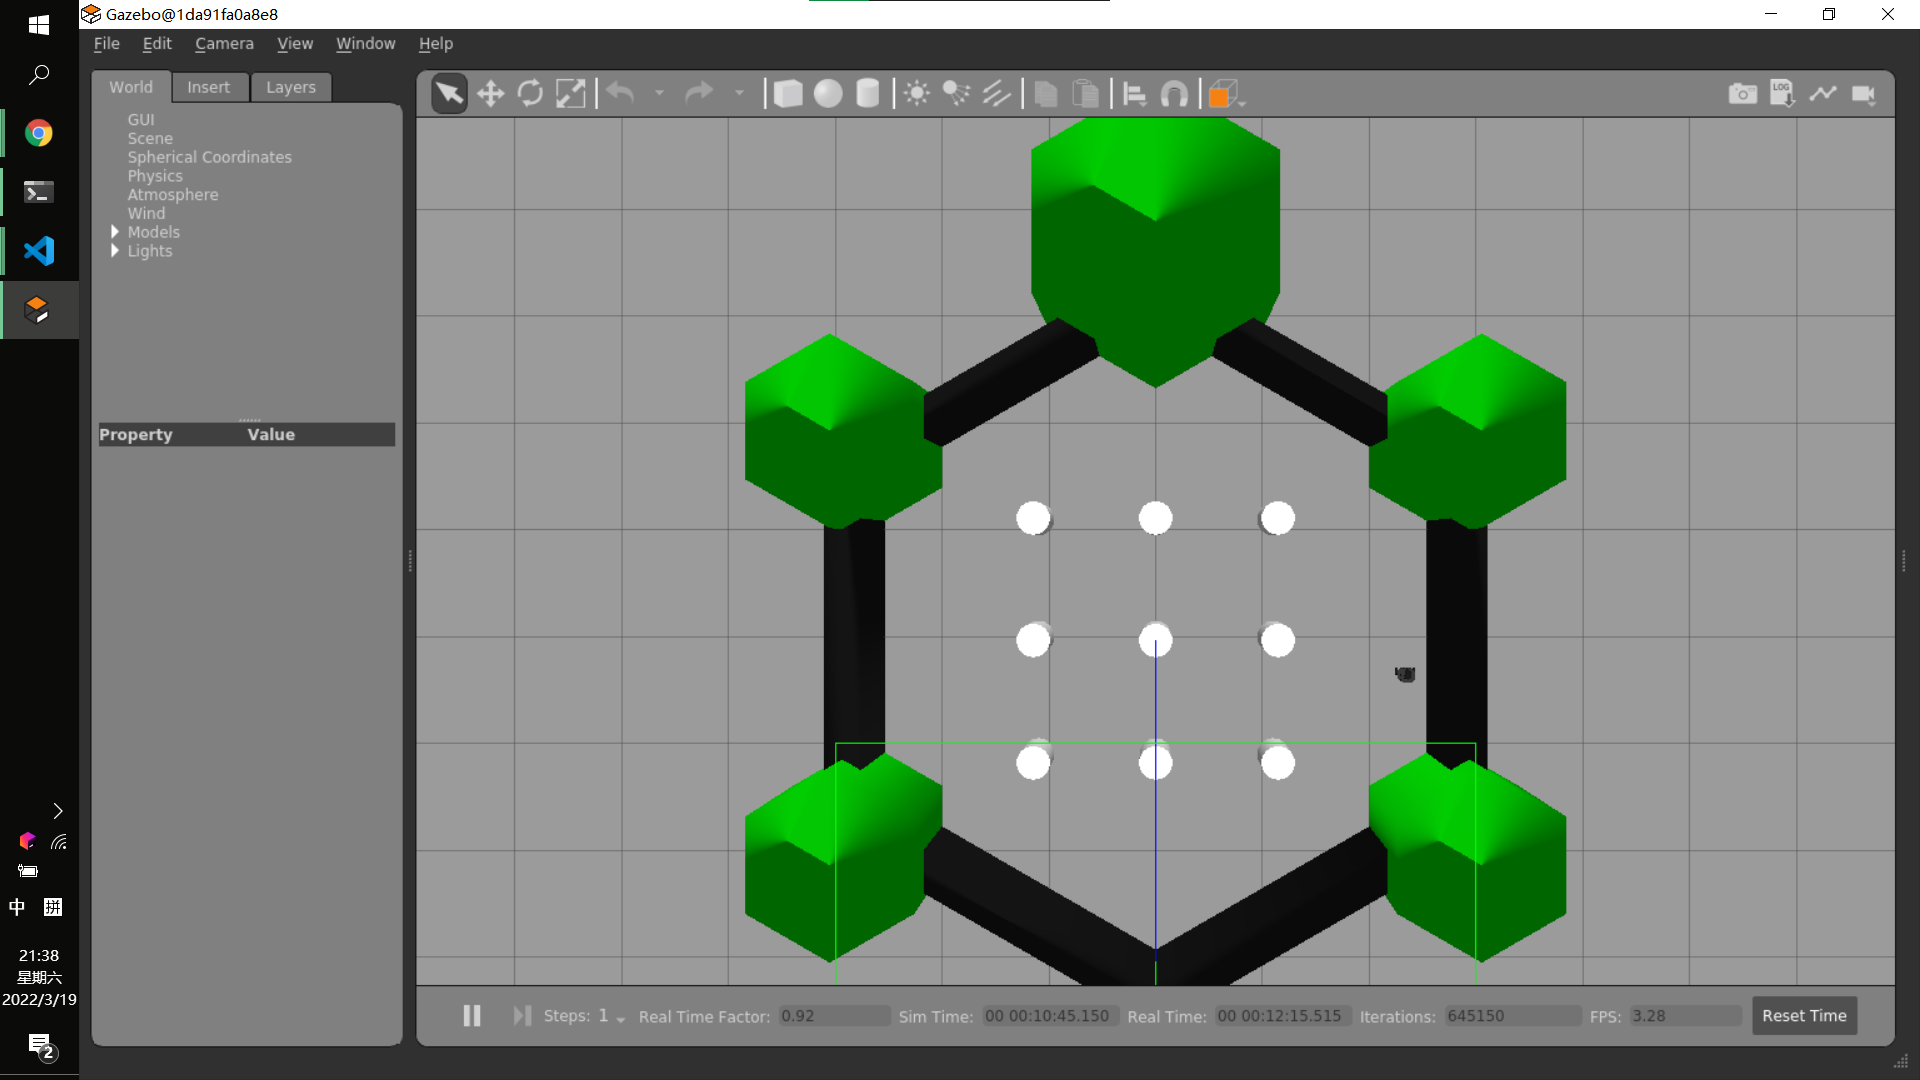 Gazebo@1da91fa0a8e8
File Edit Camera View Window Help
World Insert Layers
LOG
GUI
Scene
Spherical Coordinates
Physics
Atmosphere
Wind
Models
Lights
Property Value
中 拼
21:38
星期六
2022/3/19
2
Steps: 1 Real Time Factor: 0.92 Sim Time: 00 00:10:45.150 Real Time: 00 00:12:15.515 Iterations: 645150 FPS: 3.28 Reset Time